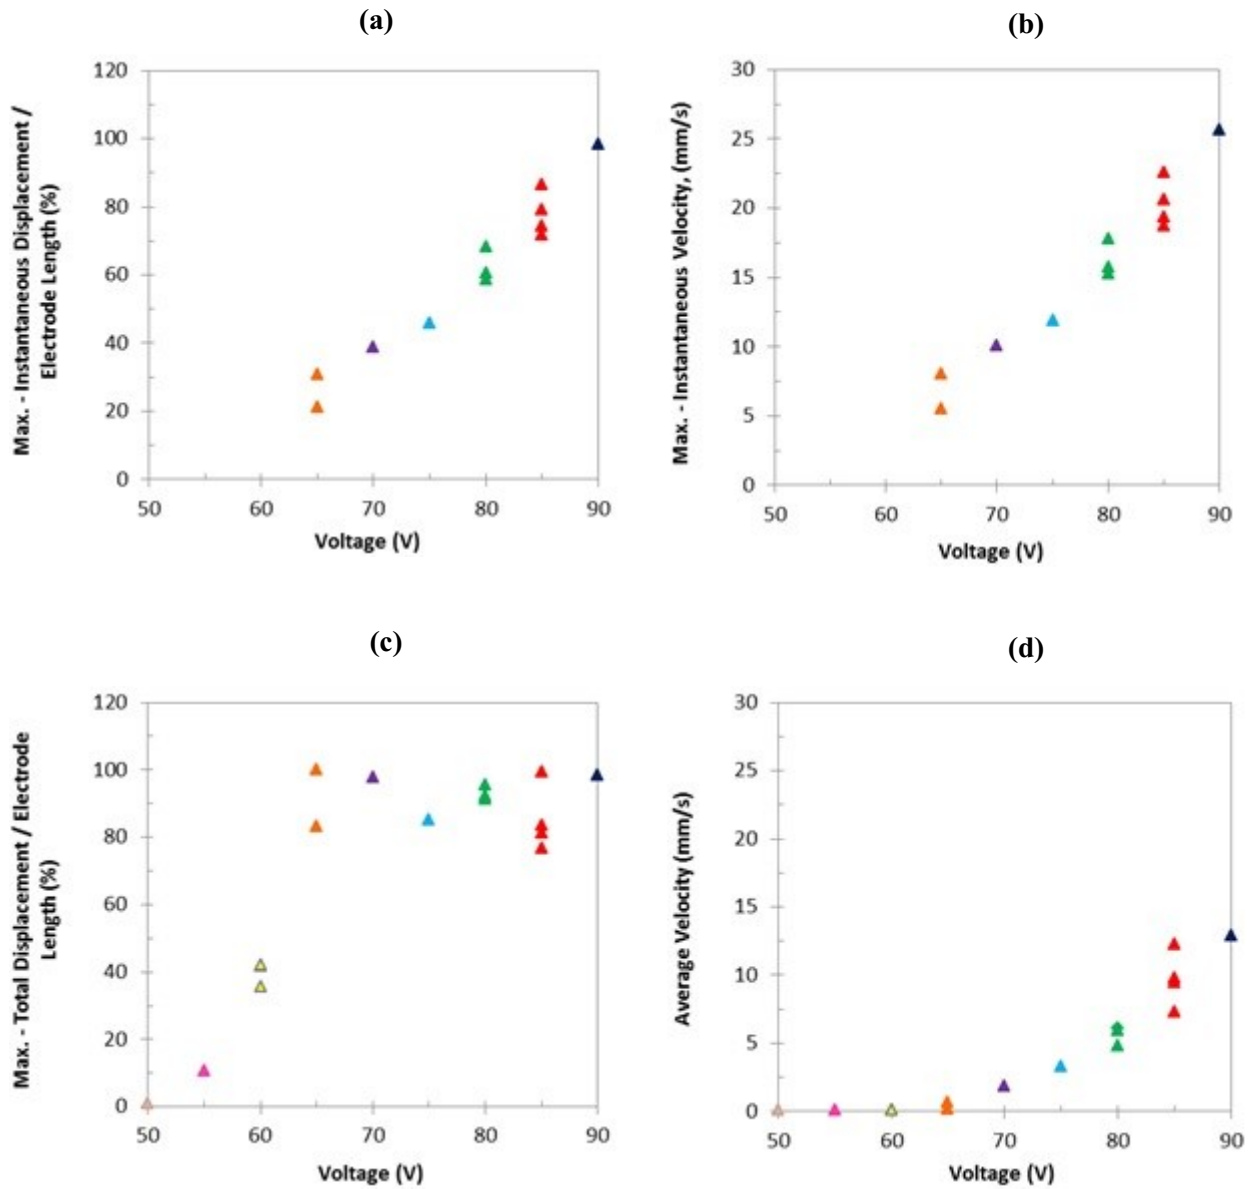 (a)
Max. - Instantaneous Displacement /
Electrode Length (%)
120
100
80
60
40
20
0
50 60 70 80 90
Voltage (V)
(b)
Max. - Instantaneous Velocity, (mm/s)
30
25
20
15
10
5
0
50 60 70 80 90
Voltage (V)
(c)
Max. - Total Displacement / Electrode
Length (%)
120
100
80
60
40
20
0
50 60 70 80 90
Voltage (V)
(d)
Average Velocity (mm/s)
30
25
20
15
10
5
0
50 60 70 80 90
Voltage (V)